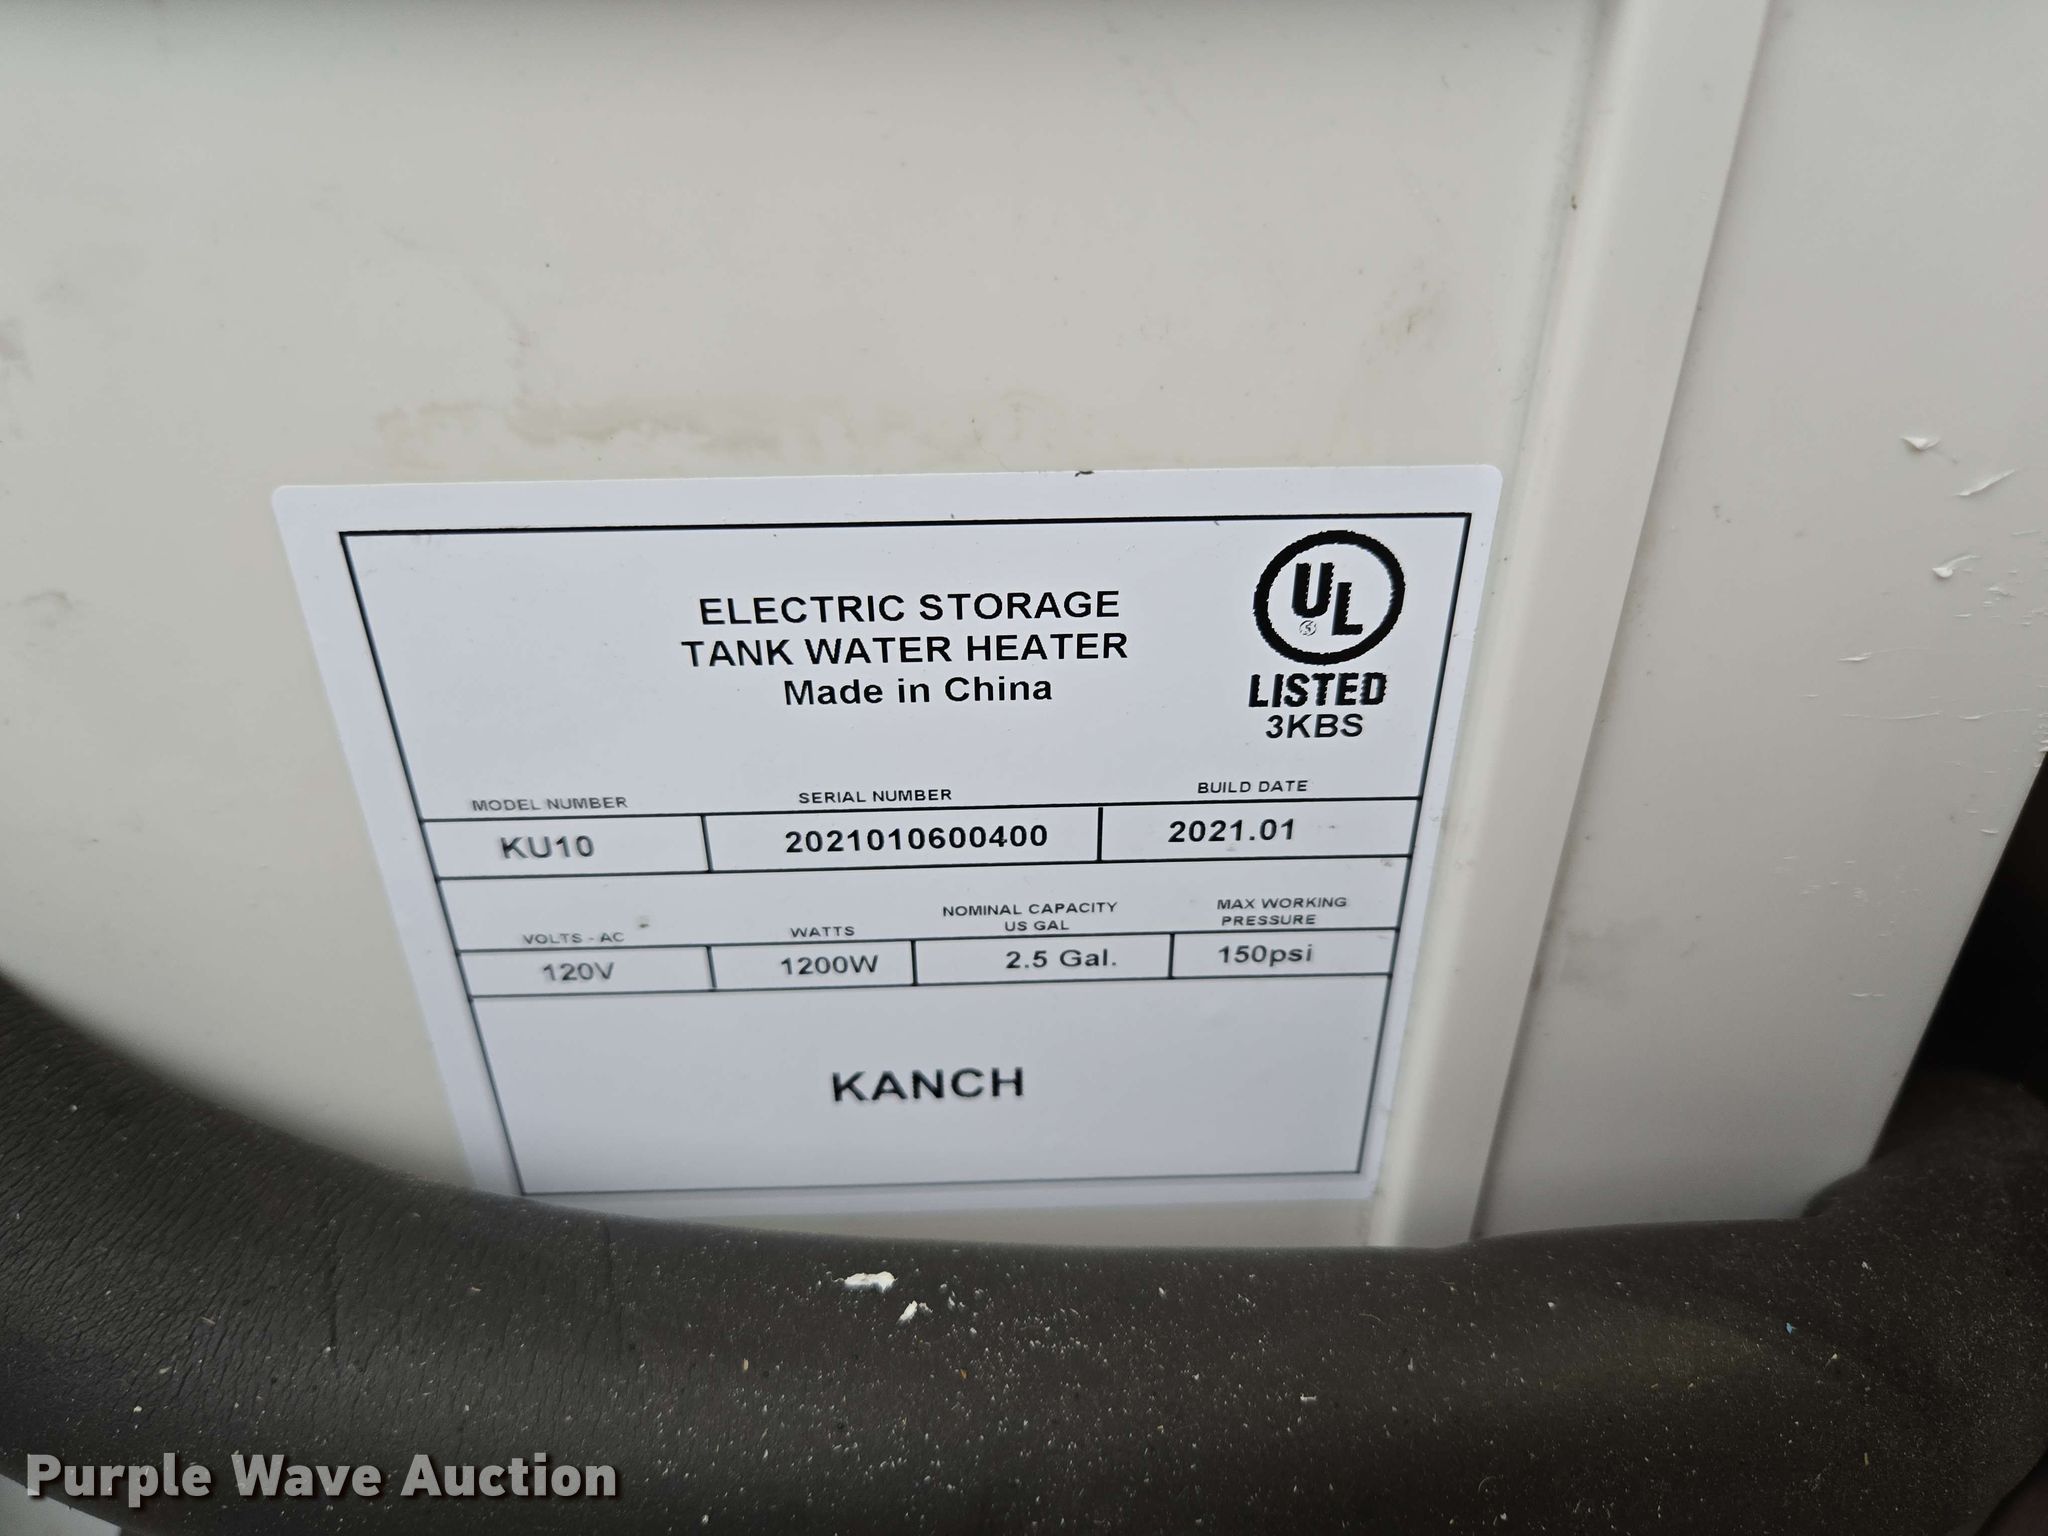 ELECTRIC STORAGE
TANK WATER HEATER
Made in China
UL
LISTED
3KBS
MODEL NUMBER SERIAL NUMBER BUILD DATE
KU10 2021010600400 2021.01
VOLTS - AC WATTS NOMINAL CAPACITY US GAL MAX WORKING PRESSURE
120V 1200W 2.5 Gal. 150psi
KANCH
Purple Wave Auction